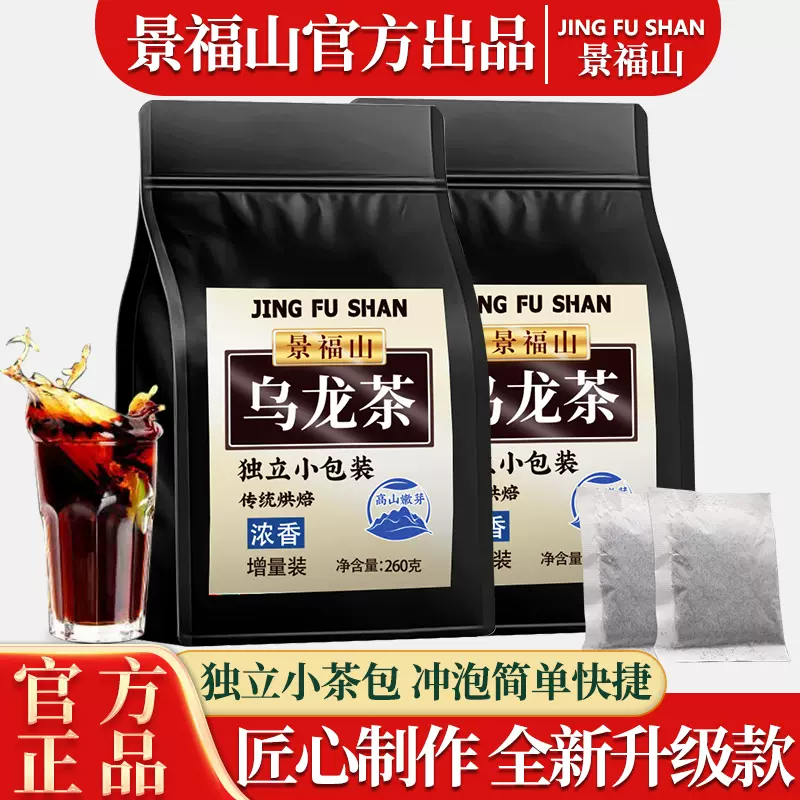 景福山官方出品
JING FU SHAN
景福山
JING FU SHAN
景福山
乌龙茶
独立小包装
传统烘焙
高山嫩芽
浓香
增量装
净含量:260克
NG FU SHAN
景福山
龙茶
小包装
烘焙
香
净含量:260克
官方
正品
独立小茶包 冲泡简单快捷
匠心制作 全新升级款